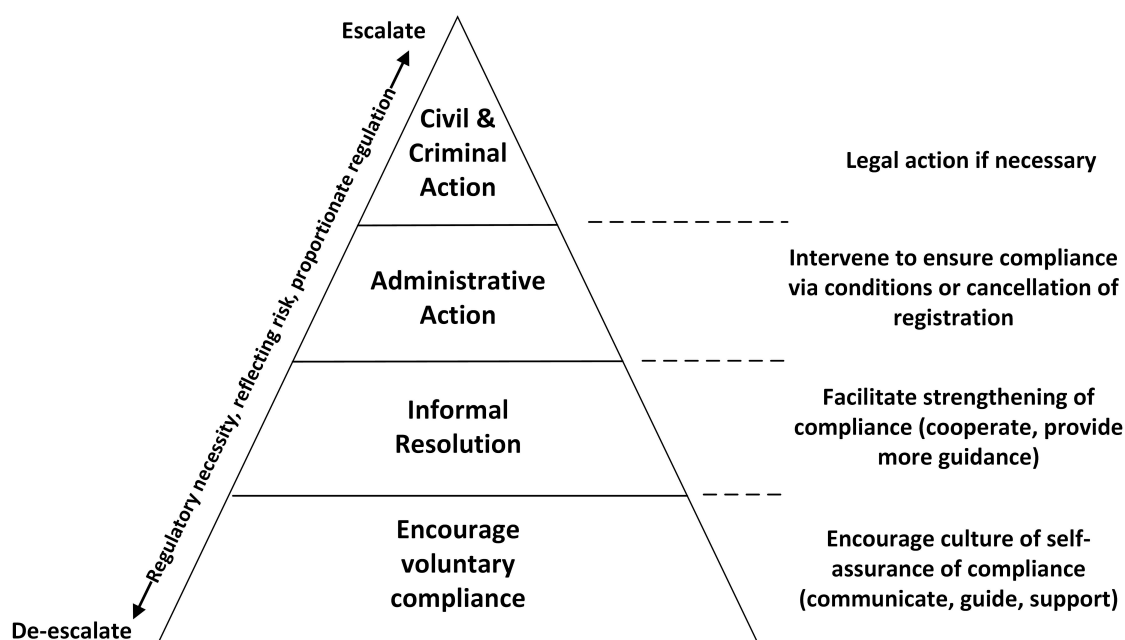 Escalate
Regulatory necessity, reflecting risk, proportionate regulation
De-escalate
Civil &
Criminal
Action
Legal action if necessary
Administrative
Action
Intervene to ensure compliance
via conditions or cancellation of
registration
Informal
Resolution
Facilitate strengthening of
compliance (cooperate, provide
more guidance)
Encourage
voluntary
compliance
Encourage culture of self-
assurance of compliance
(communicate, guide, support)